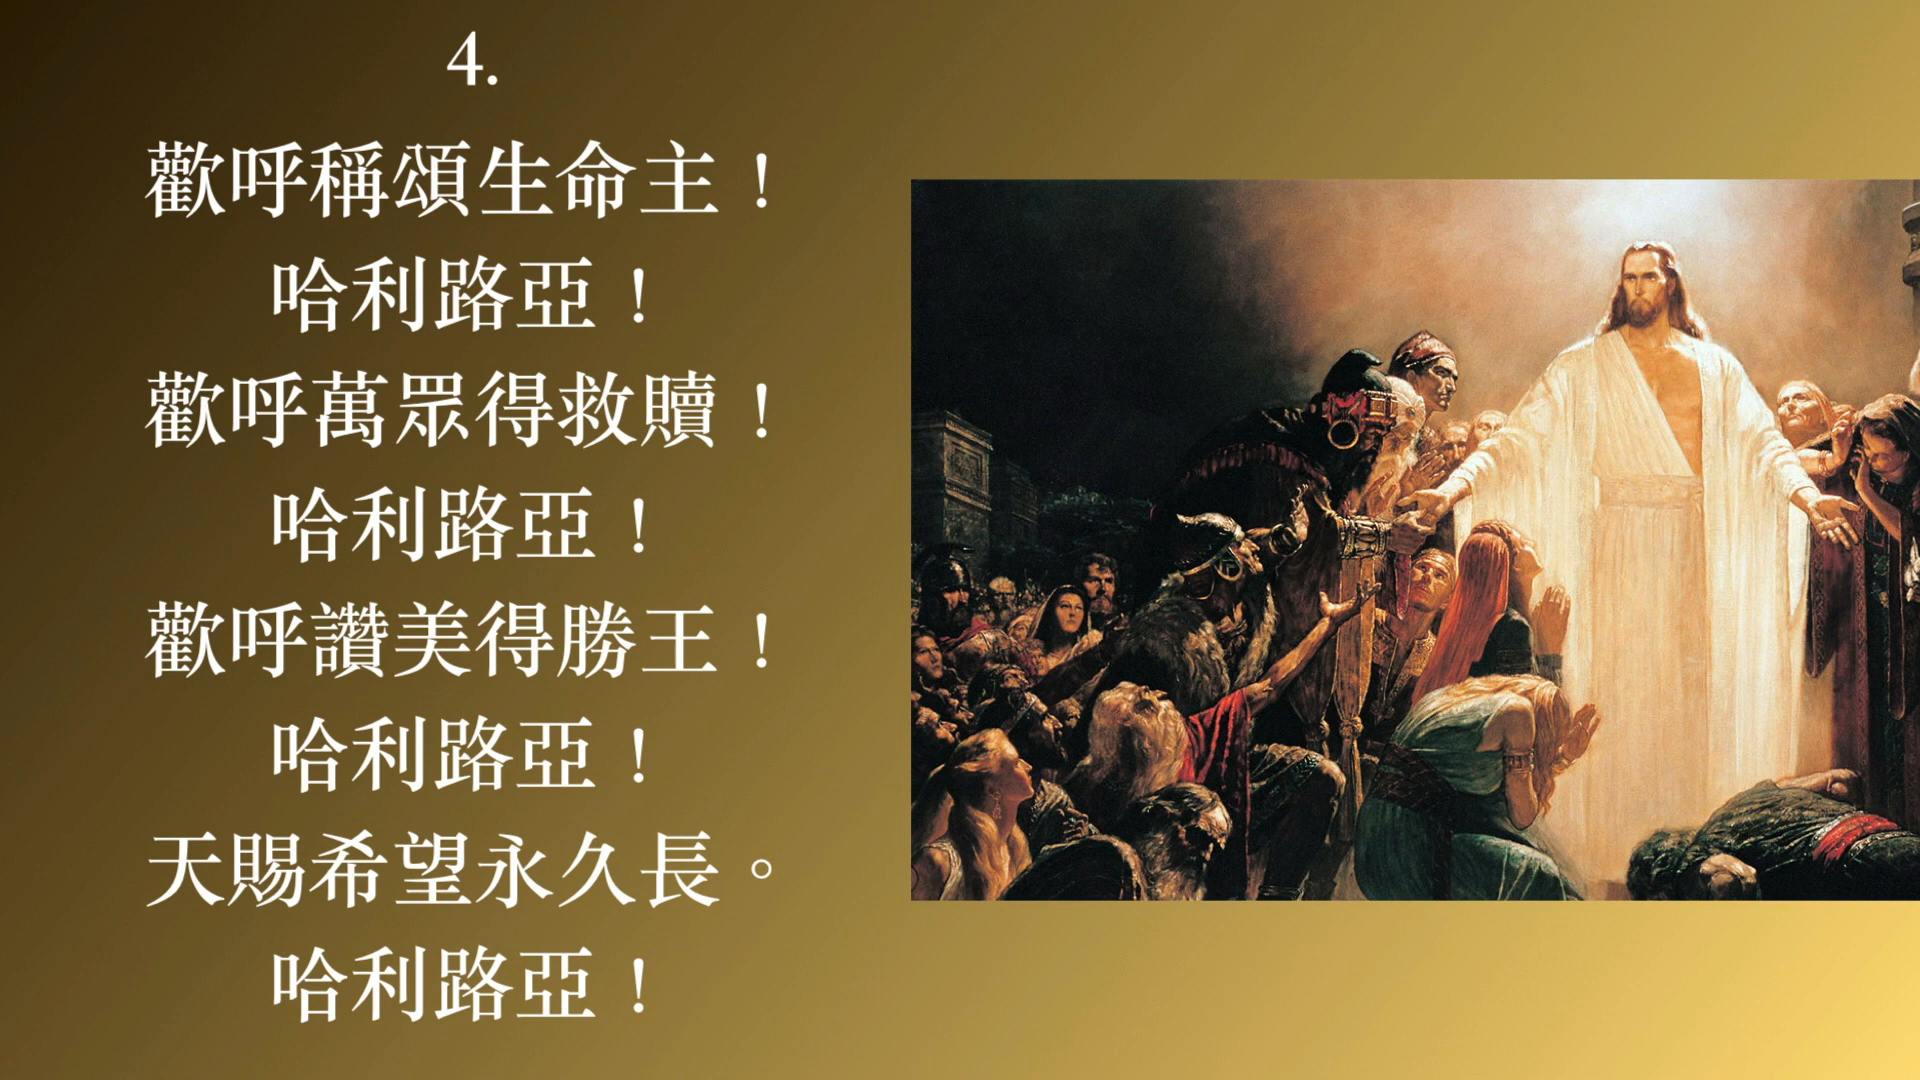 4.
歡呼稱頌生命主！
哈利路亞！
歡呼萬眾得救贖！
哈利路亞！
歡呼讚美得勝王！
哈利路亞！
天賜希望永久長。
哈利路亞！